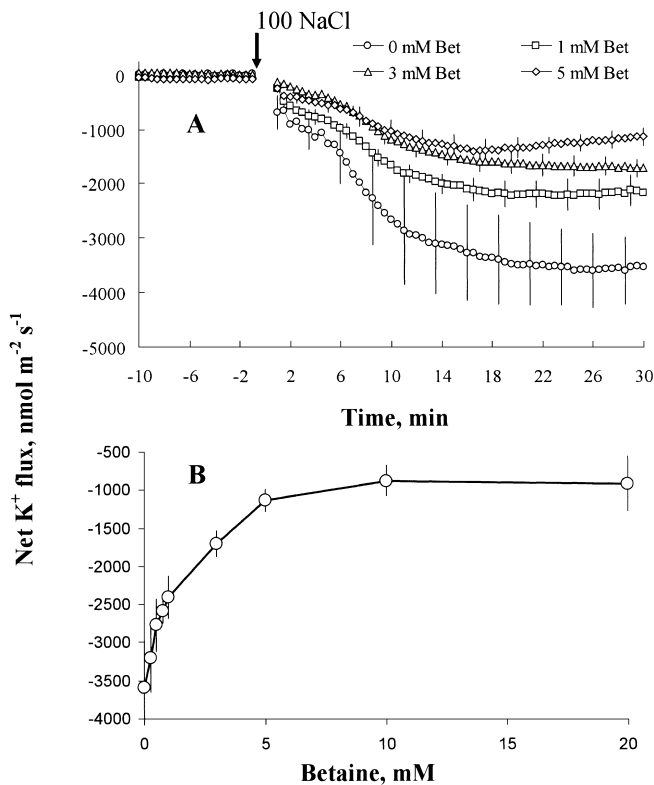 100 NaCl
0 mM Bet
1 mM Bet
3 mM Bet
5 mM Bet
A
0
-1000
-2000
-3000
-4000
-5000
-10 -6 -2 2 6 10 14 18 22 26 30
Time, min
Net K⁺ flux, nmol m⁻² s⁻¹
B
-500
-1000
-1500
-2000
-2500
-3000
-3500
-4000
0 5 10 15 20
Betaine, mM